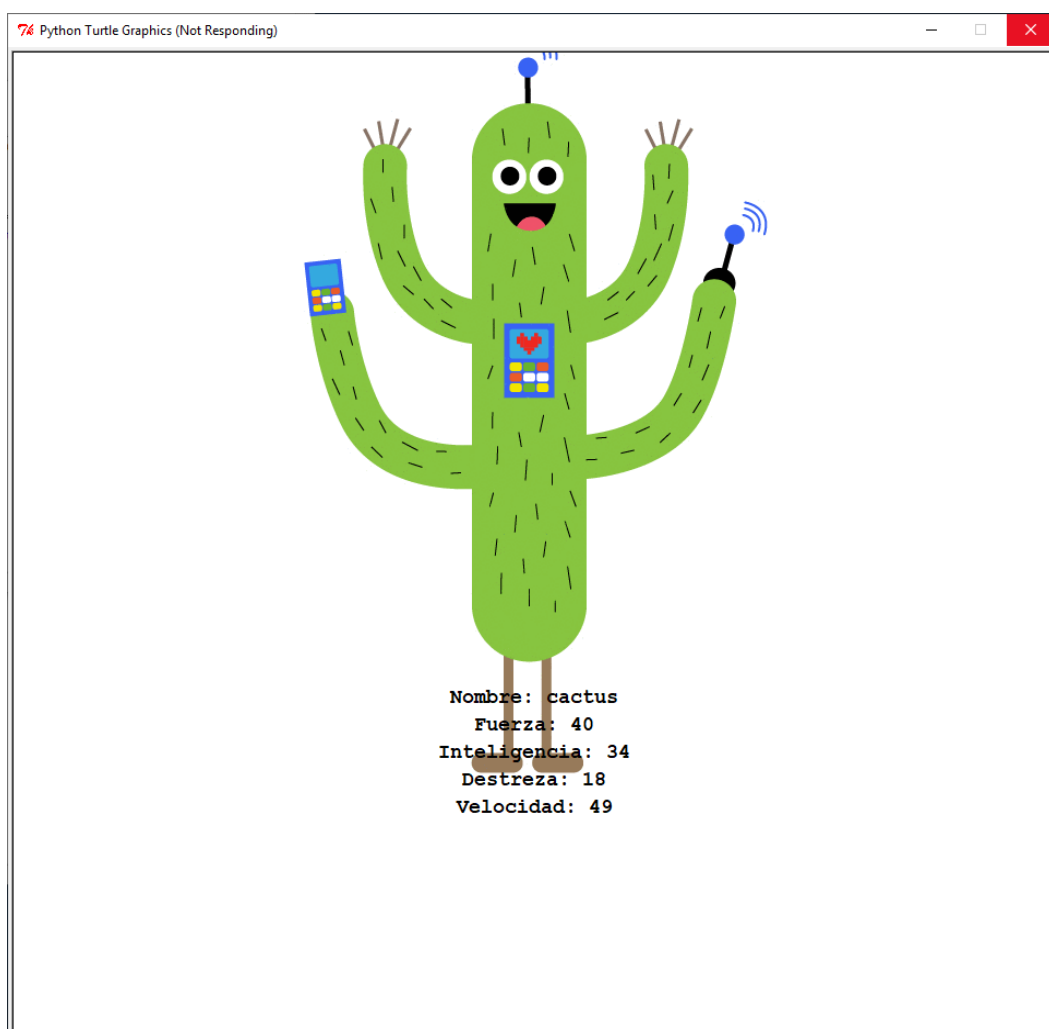 Python Turtle Graphics (Not Responding)
Nombre: cactus
Fuerza: 40
Inteligencia: 34
Destreza: 18
Velocidad: 49